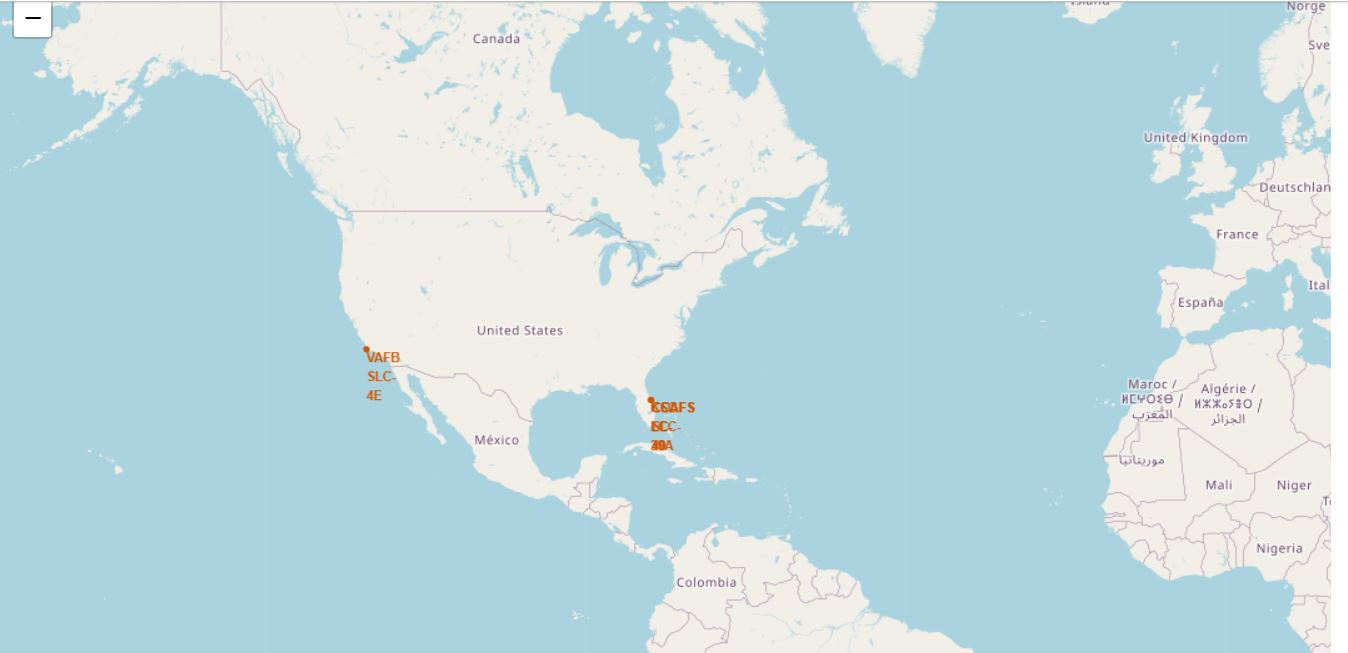 −
Island
Norge
Canada
Sve
United Kingdom
Deutschlan
France
Ital
España
United States
VAFB
SLC-
4E
Maroc /
ⵍⵎⵖⵔⵉⴱ /
المغرب
Algérie /
ⵍⵣⵣⴰⵢⴻⵔ /
الجزائر
México
موريتانيا
Mali
Niger
Nigeria
Colombia